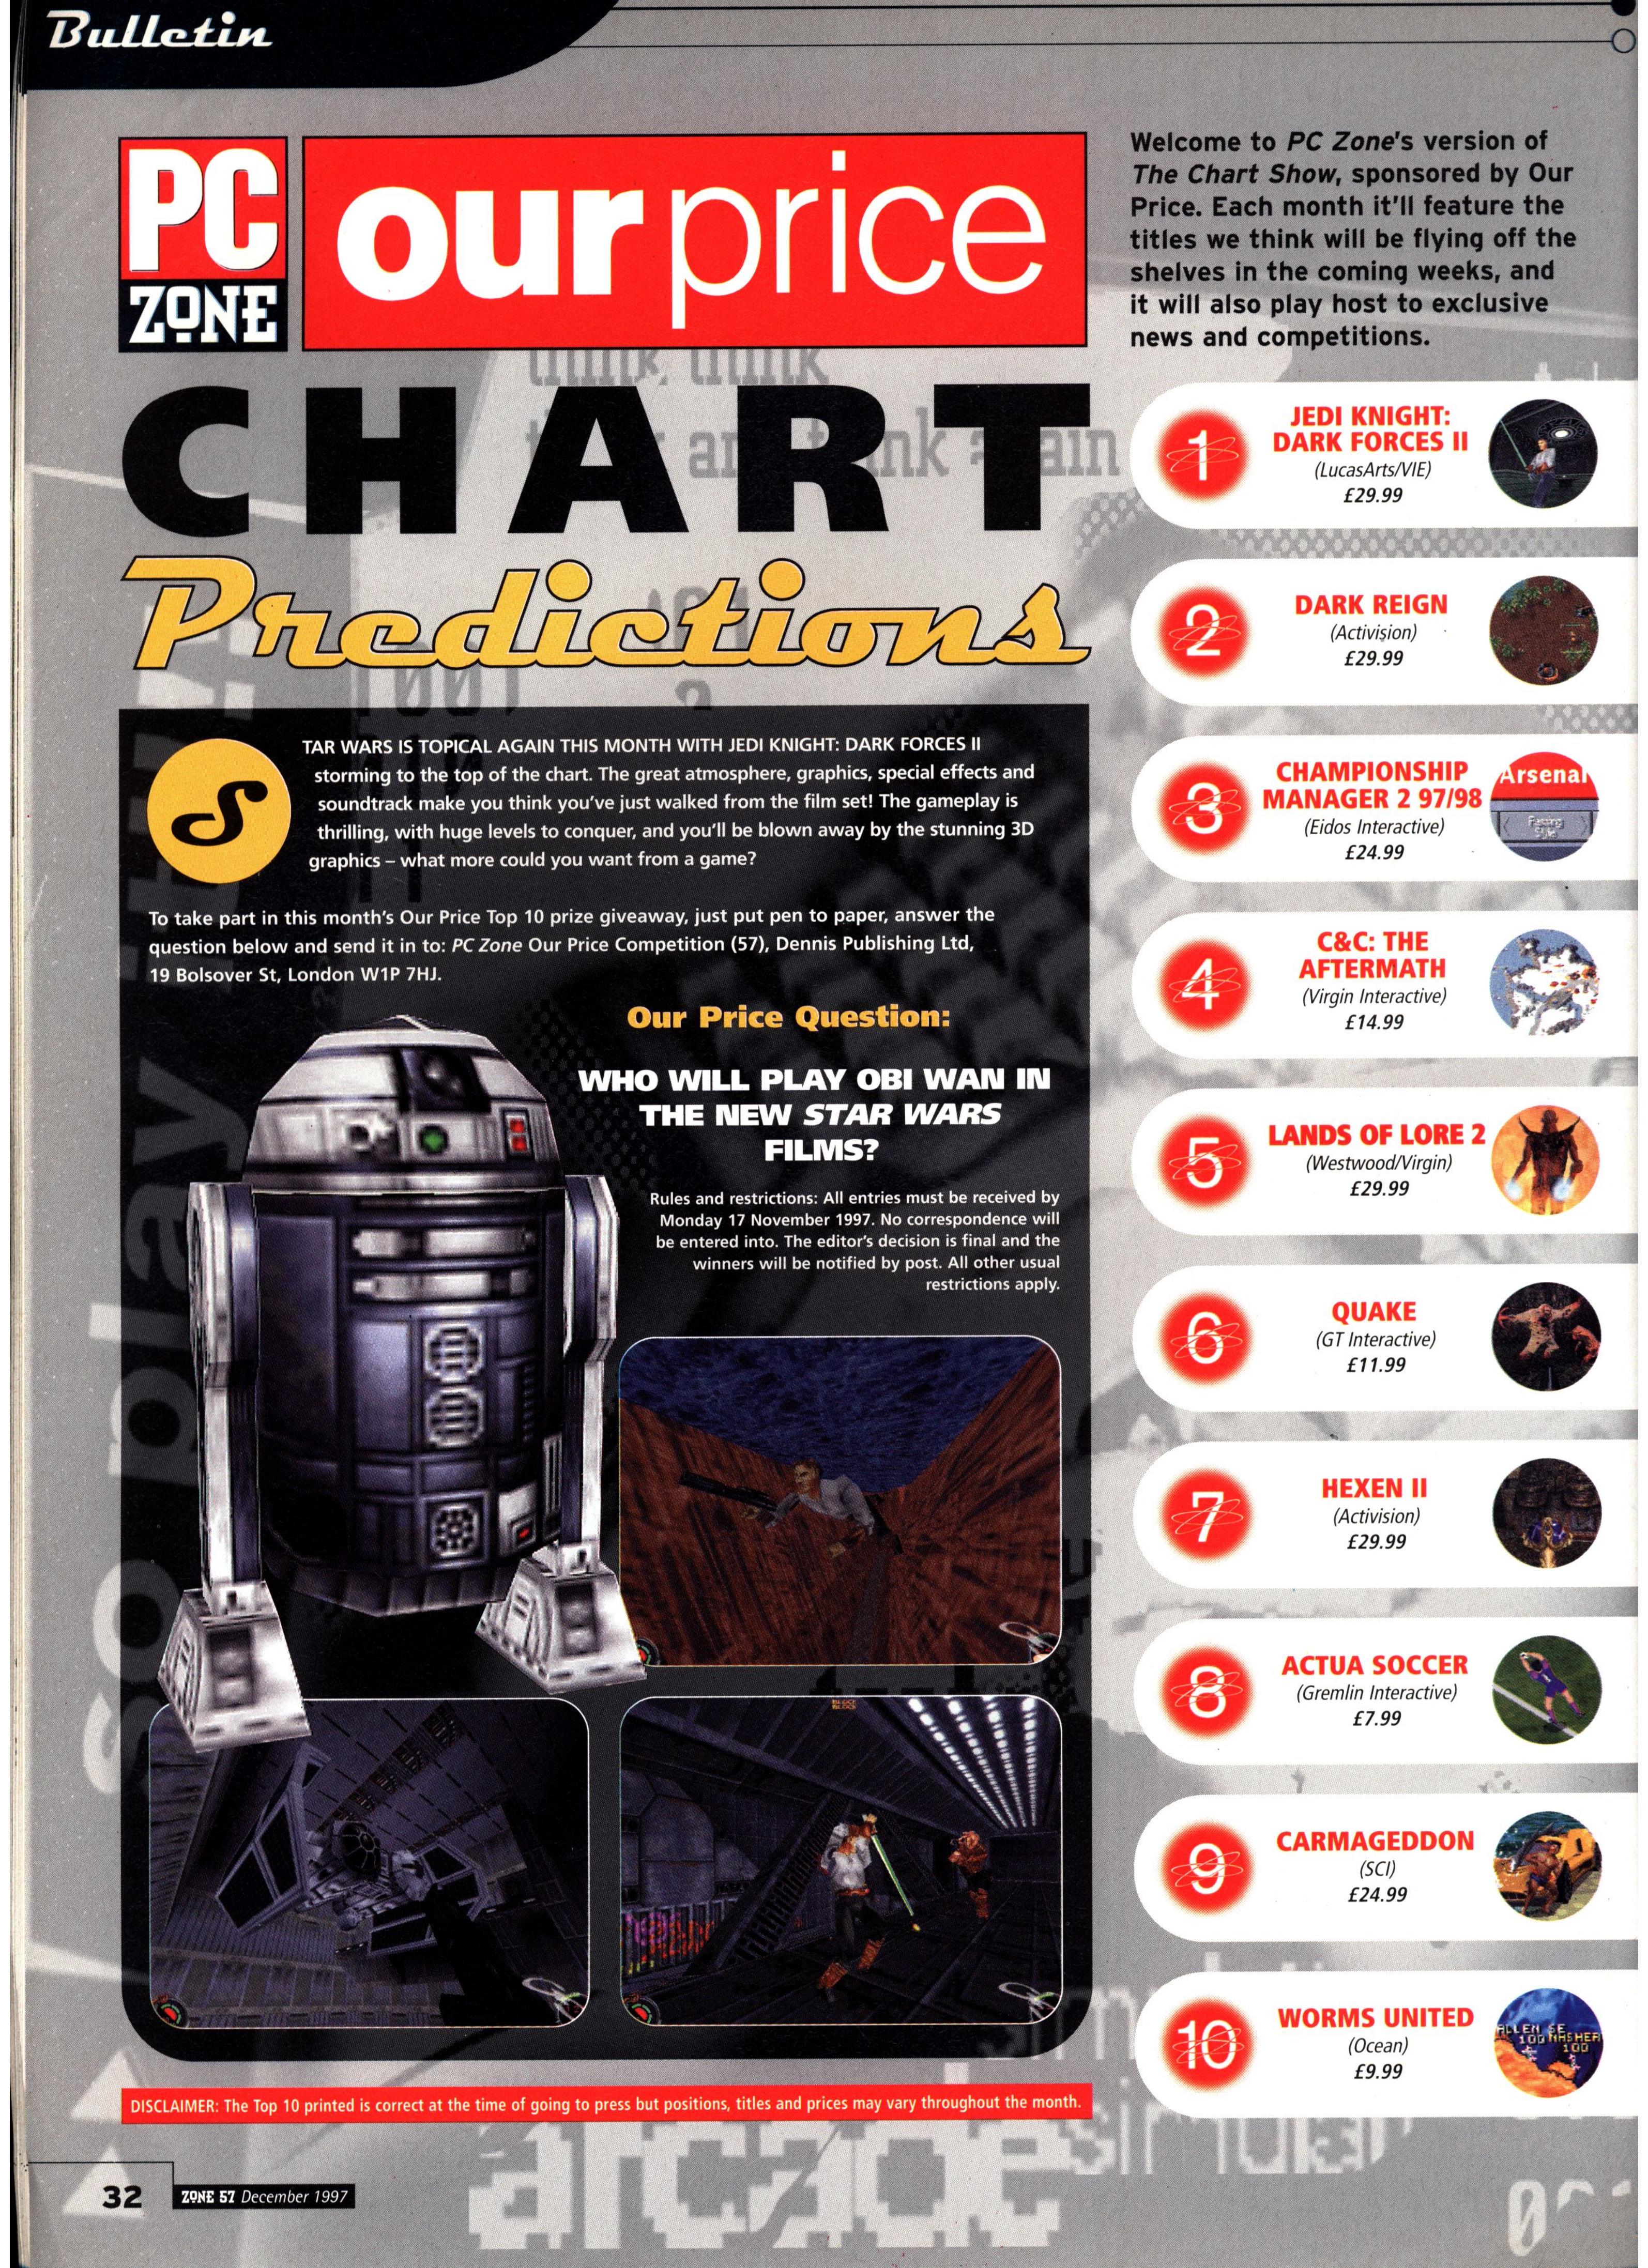 Bulletin
PC
ZONE
ourprice
CHART
Predictions
Welcome to PC Zone's version of
The Chart Show, sponsored by Our
Price. Each month it'll feature the
titles we think will be flying off the
shelves in the coming weeks, and
it will also play host to exclusive
news and competitions.
STAR WARS IS TOPICAL AGAIN THIS MONTH WITH JEDI KNIGHT: DARK FORCES II
storming to the top of the chart. The great atmosphere, graphics, special effects and
soundtrack make you think you've just walked from the film set! The gameplay is
thrilling, with huge levels to conquer, and you'll be blown away by the stunning 3D
graphics – what more could you want from a game?
To take part in this month's Our Price Top 10 prize giveaway, just put pen to paper, answer the
question below and send it in to: PC Zone Our Price Competition (57), Dennis Publishing Ltd,
19 Bolsover St, London W1P 7HJ.
Our Price Question:
WHO WILL PLAY OBI WAN IN
THE NEW STAR WARS
FILMS?
Rules and restrictions: All entries must be received by
Monday 17 November 1997. No correspondence will
be entered into. The editor's decision is final and the
winners will be notified by post. All other usual
restrictions apply.
1
JEDI KNIGHT:
DARK FORCES II
(LucasArts/VIE)
£29.99
2
DARK REIGN
(Activision)
£29.99
3
CHAMPIONSHIP
MANAGER 2 97/98
(Eidos Interactive)
£24.99
Arsenal
Passing
Style
4
C&C: THE
AFTERMATH
(Virgin Interactive)
£14.99
5
LANDS OF LORE 2
(Westwood/Virgin)
£29.99
6
QUAKE
(GT Interactive)
£11.99
7
HEXEN II
(Activision)
£29.99
8
ACTUA SOCCER
(Gremlin Interactive)
£7.99
9
CARMAGEDDON
(SCI)
£24.99
10
WORMS UNITED
(Ocean)
£9.99
100 MASHER
100
DISCLAIMER: The Top 10 printed is correct at the time of going to press but positions, titles and prices may vary throughout the month.
so play
arcade
32
ZONE 57 December 1997